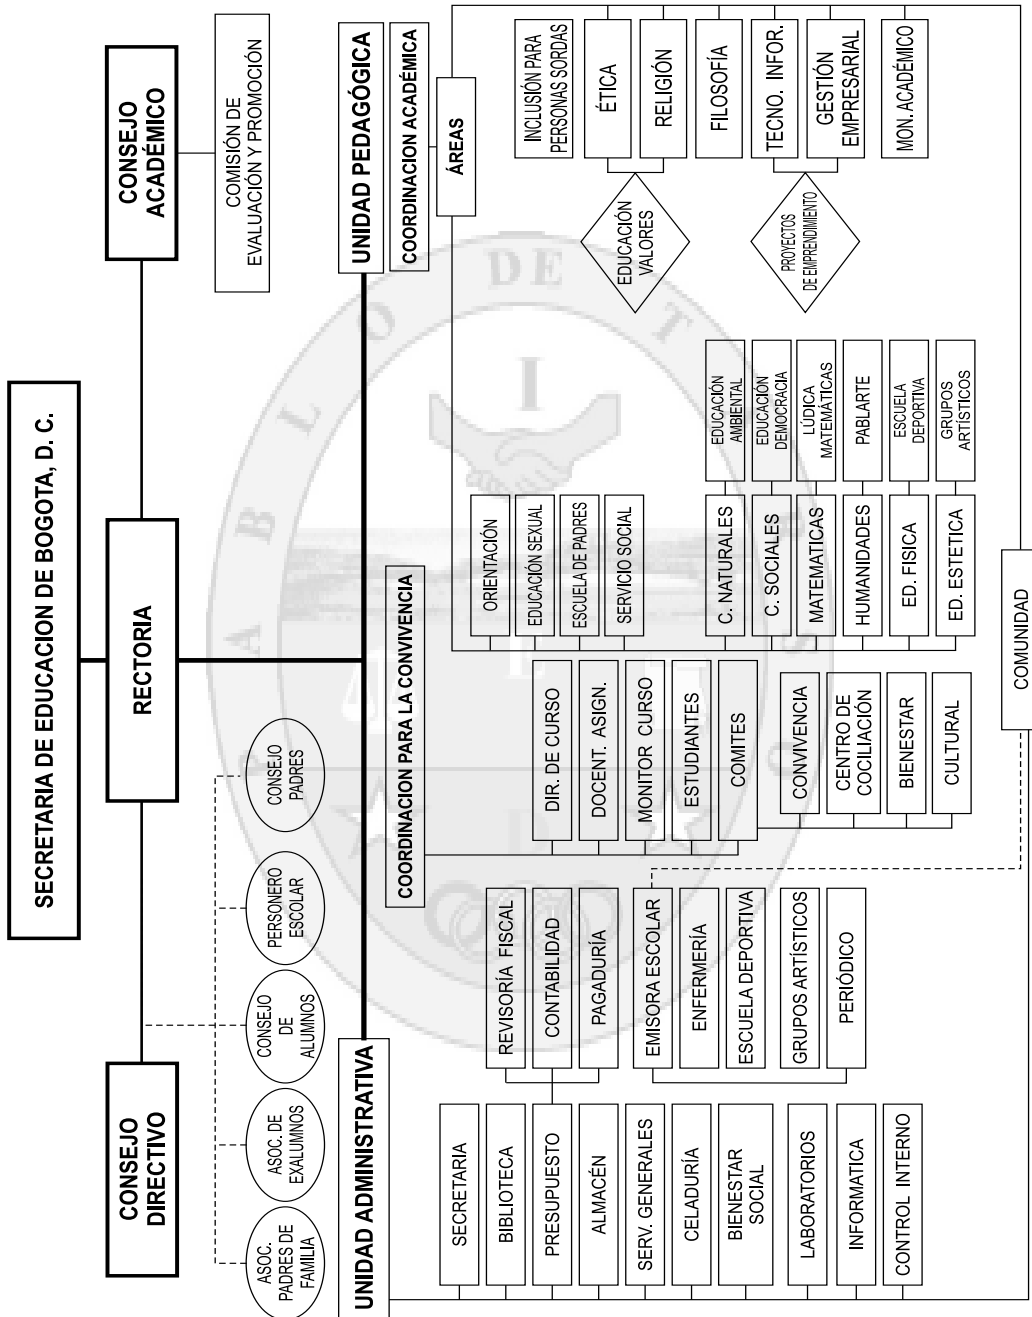 SECRETARIA DE EDUCACION DE BOGOTA, D. C.
CONSEJO
DIRECTIVO
RECTORIA
CONSEJO
ACADÉMICO
COMISIÓN DE
EVALUACIÓN Y PROMOCIÓN
ASOC.
PADRES DE
FAMILIA
ASOC. DE
EXALUMNOS
CONSEJO
DE
ALUMNOS
PERSONERO
ESCOLAR
CONSEJO
PADRES
UNIDAD ADMINISTRATIVA
UNIDAD PEDAGÓGICA
COORDINACION PARA LA CONVIVENCIA
COORDINACION ACADÉMICA
ÁREAS
SECRETARIA
BIBLIOTECA
PRESUPUESTO
ALMACÉN
SERV. GENERALES
CELADURÍA
BIENESTAR
SOCIAL
LABORATORIOS
INFORMATICA
CONTROL INTERNO
REVISORÍA FISCAL
CONTABILIDAD
PAGADURÍA
EMISORA ESCOLAR
ENFERMERÍA
ESCUELA DEPORTIVA
GRUPOS ARTÍSTICOS
PERIÓDICO
DIR. DE CURSO
DOCENT. ASIGN.
MONITOR CURSO
ESTUDIANTES
COMITES
CONVIVENCIA
CENTRO DE
COCILIACIÓN
BIENESTAR
CULTURAL
ORIENTACIÓN
EDUCACIÓN SEXUAL
ESCUELA DE PADRES
SERVICIO SOCIAL
C. NATURALES
C. SOCIALES
MATEMATICAS
HUMANIDADES
ED. FISICA
ED. ESTETICA
EDUCACIÓN
AMBIENTAL
EDUCACIÓN
DEMOCRACIA
LÚDICA
MATEMÁTICAS
PABLARTE
ESCUELA
DEPORTIVA
GRUPOS
ARTÍSTICOS
EDUCACIÓN
VALORES
PROYECTOS
DE EMPRENDIMIENTO
INCLUSIÓN PARA
PERSONAS SORDAS
ÉTICA
RELIGIÓN
FILOSOFÍA
TECNO. INFOR.
GESTIÓN
EMPRESARIAL
MON. ACADÉMICO
COMUNIDAD
PABLO DE T
I
E
D